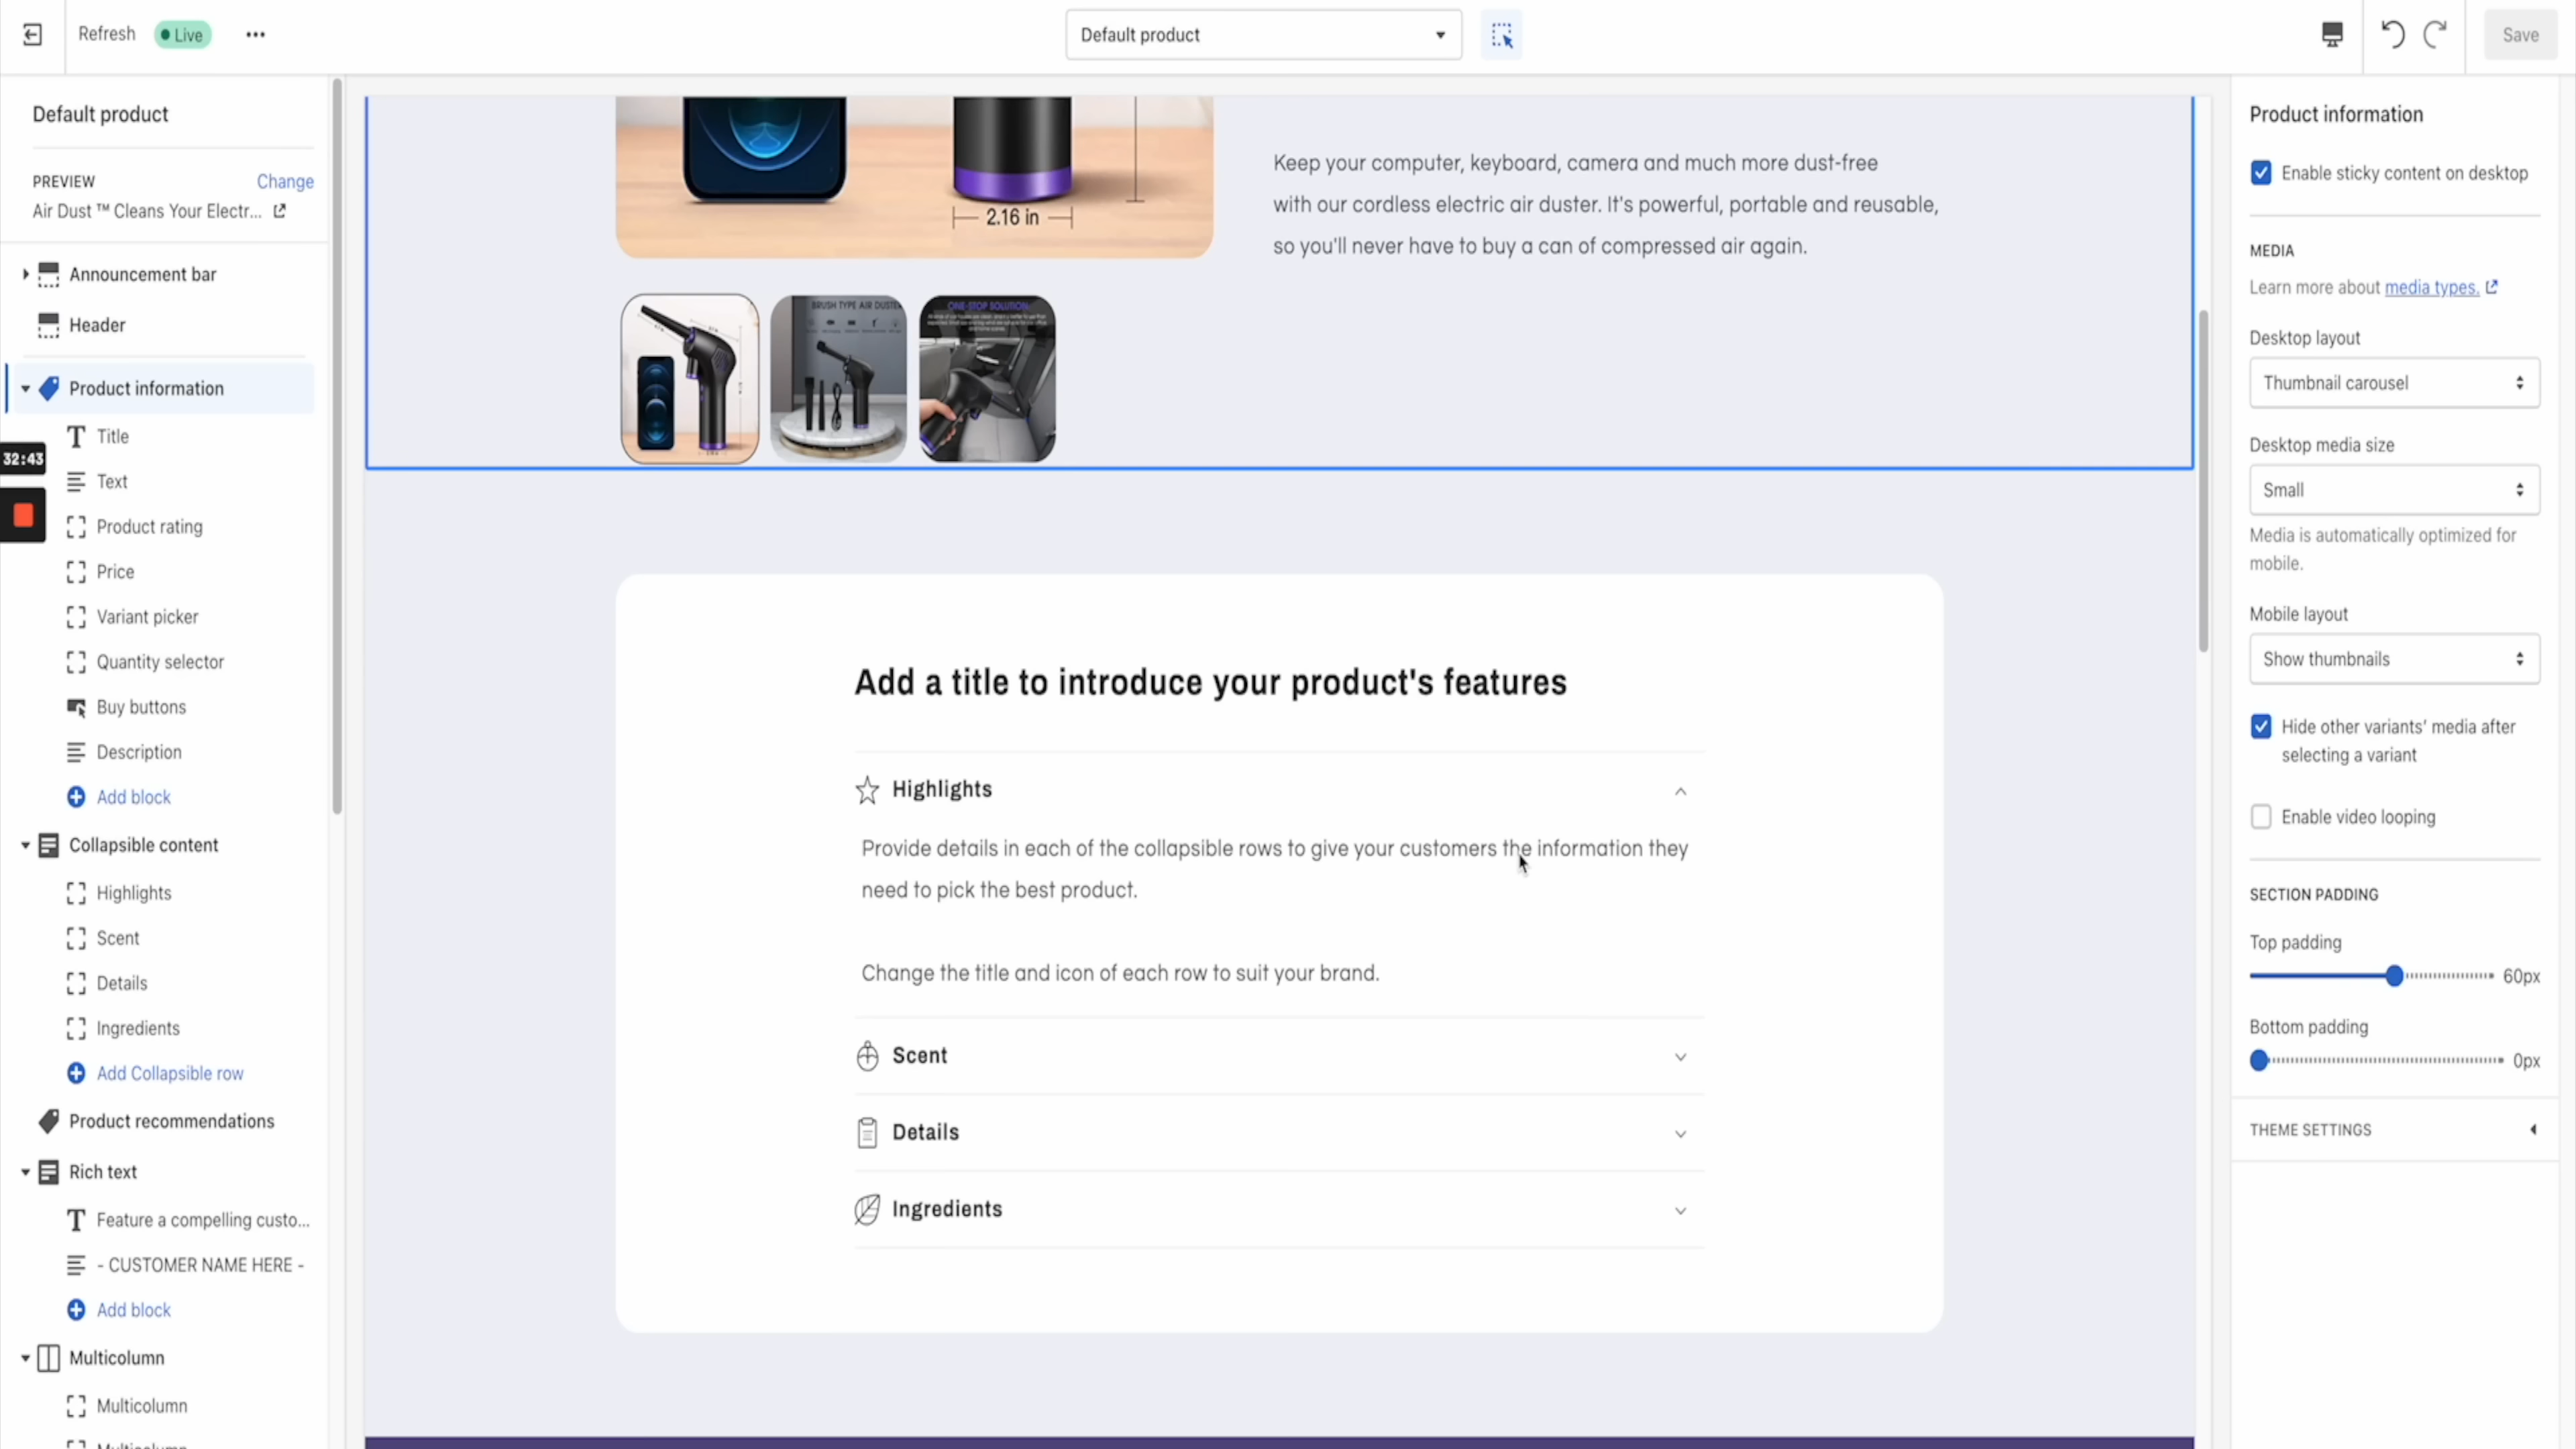 Refresh
Live
Default product
Save
Default product
PREVIEW
Change
Air Dust ™ Cleans Your Electr...
Announcement bar
Header
Product information
Title
32:43
Text
Product rating
Price
Variant picker
Quantity selector
Buy buttons
Description
Add block
Collapsible content
Highlights
Scent
Details
Ingredients
Add Collapsible row
Product recommendations
Rich text
Feature a compelling custo...
- CUSTOMER NAME HERE -
Add block
Multicolumn
Multicolumn
2.16 in
Keep your computer, keyboard, camera and much more dust-free
with our cordless electric air duster. It's powerful, portable and reusable,
so you'll never have to buy a can of compressed air again.
BRUSH TYPE AIR DUSTER
ONE-STOP SOLUTION
Add a title to introduce your product's features
Highlights
Provide details in each of the collapsible rows to give your customers the information they
need to pick the best product.
Change the title and icon of each row to suit your brand.
Scent
Details
Ingredients
Product information
Enable sticky content on desktop
MEDIA
Learn more about media types.
Desktop layout
Thumbnail carousel
Desktop media size
Small
Media is automatically optimized for
mobile.
Mobile layout
Show thumbnails
Hide other variants' media after
selecting a variant
Enable video looping
SECTION PADDING
Top padding
60px
Bottom padding
0px
THEME SETTINGS